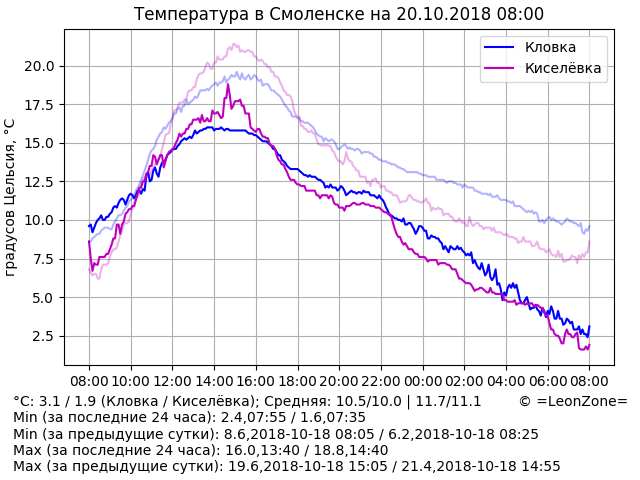 Температура в Смоленске на 20.10.2018 08:00
градусов Цельсия, °C
20.0
17.5
15.0
12.5
10.0
7.5
5.0
2.5
Кловка
Киселёвка
08:00 10:00 12:00 14:00 16:00 18:00 20:00 22:00 00:00 02:00 04:00 06:00 08:00
°C: 3.1 / 1.9 (Кловка / Киселёвка); Средняя: 10.5/10.0 | 11.7/11.1 © =LeonZone=
Min (за последние 24 часа): 2.4,07:55 / 1.6,07:35
Min (за предыдущие сутки): 8.6,2018-10-18 08:05 / 6.2,2018-10-18 08:25
Max (за последние 24 часа): 16.0,13:40 / 18.8,14:40
Max (за предыдущие сутки): 19.6,2018-10-18 15:05 / 21.4,2018-10-18 14:55